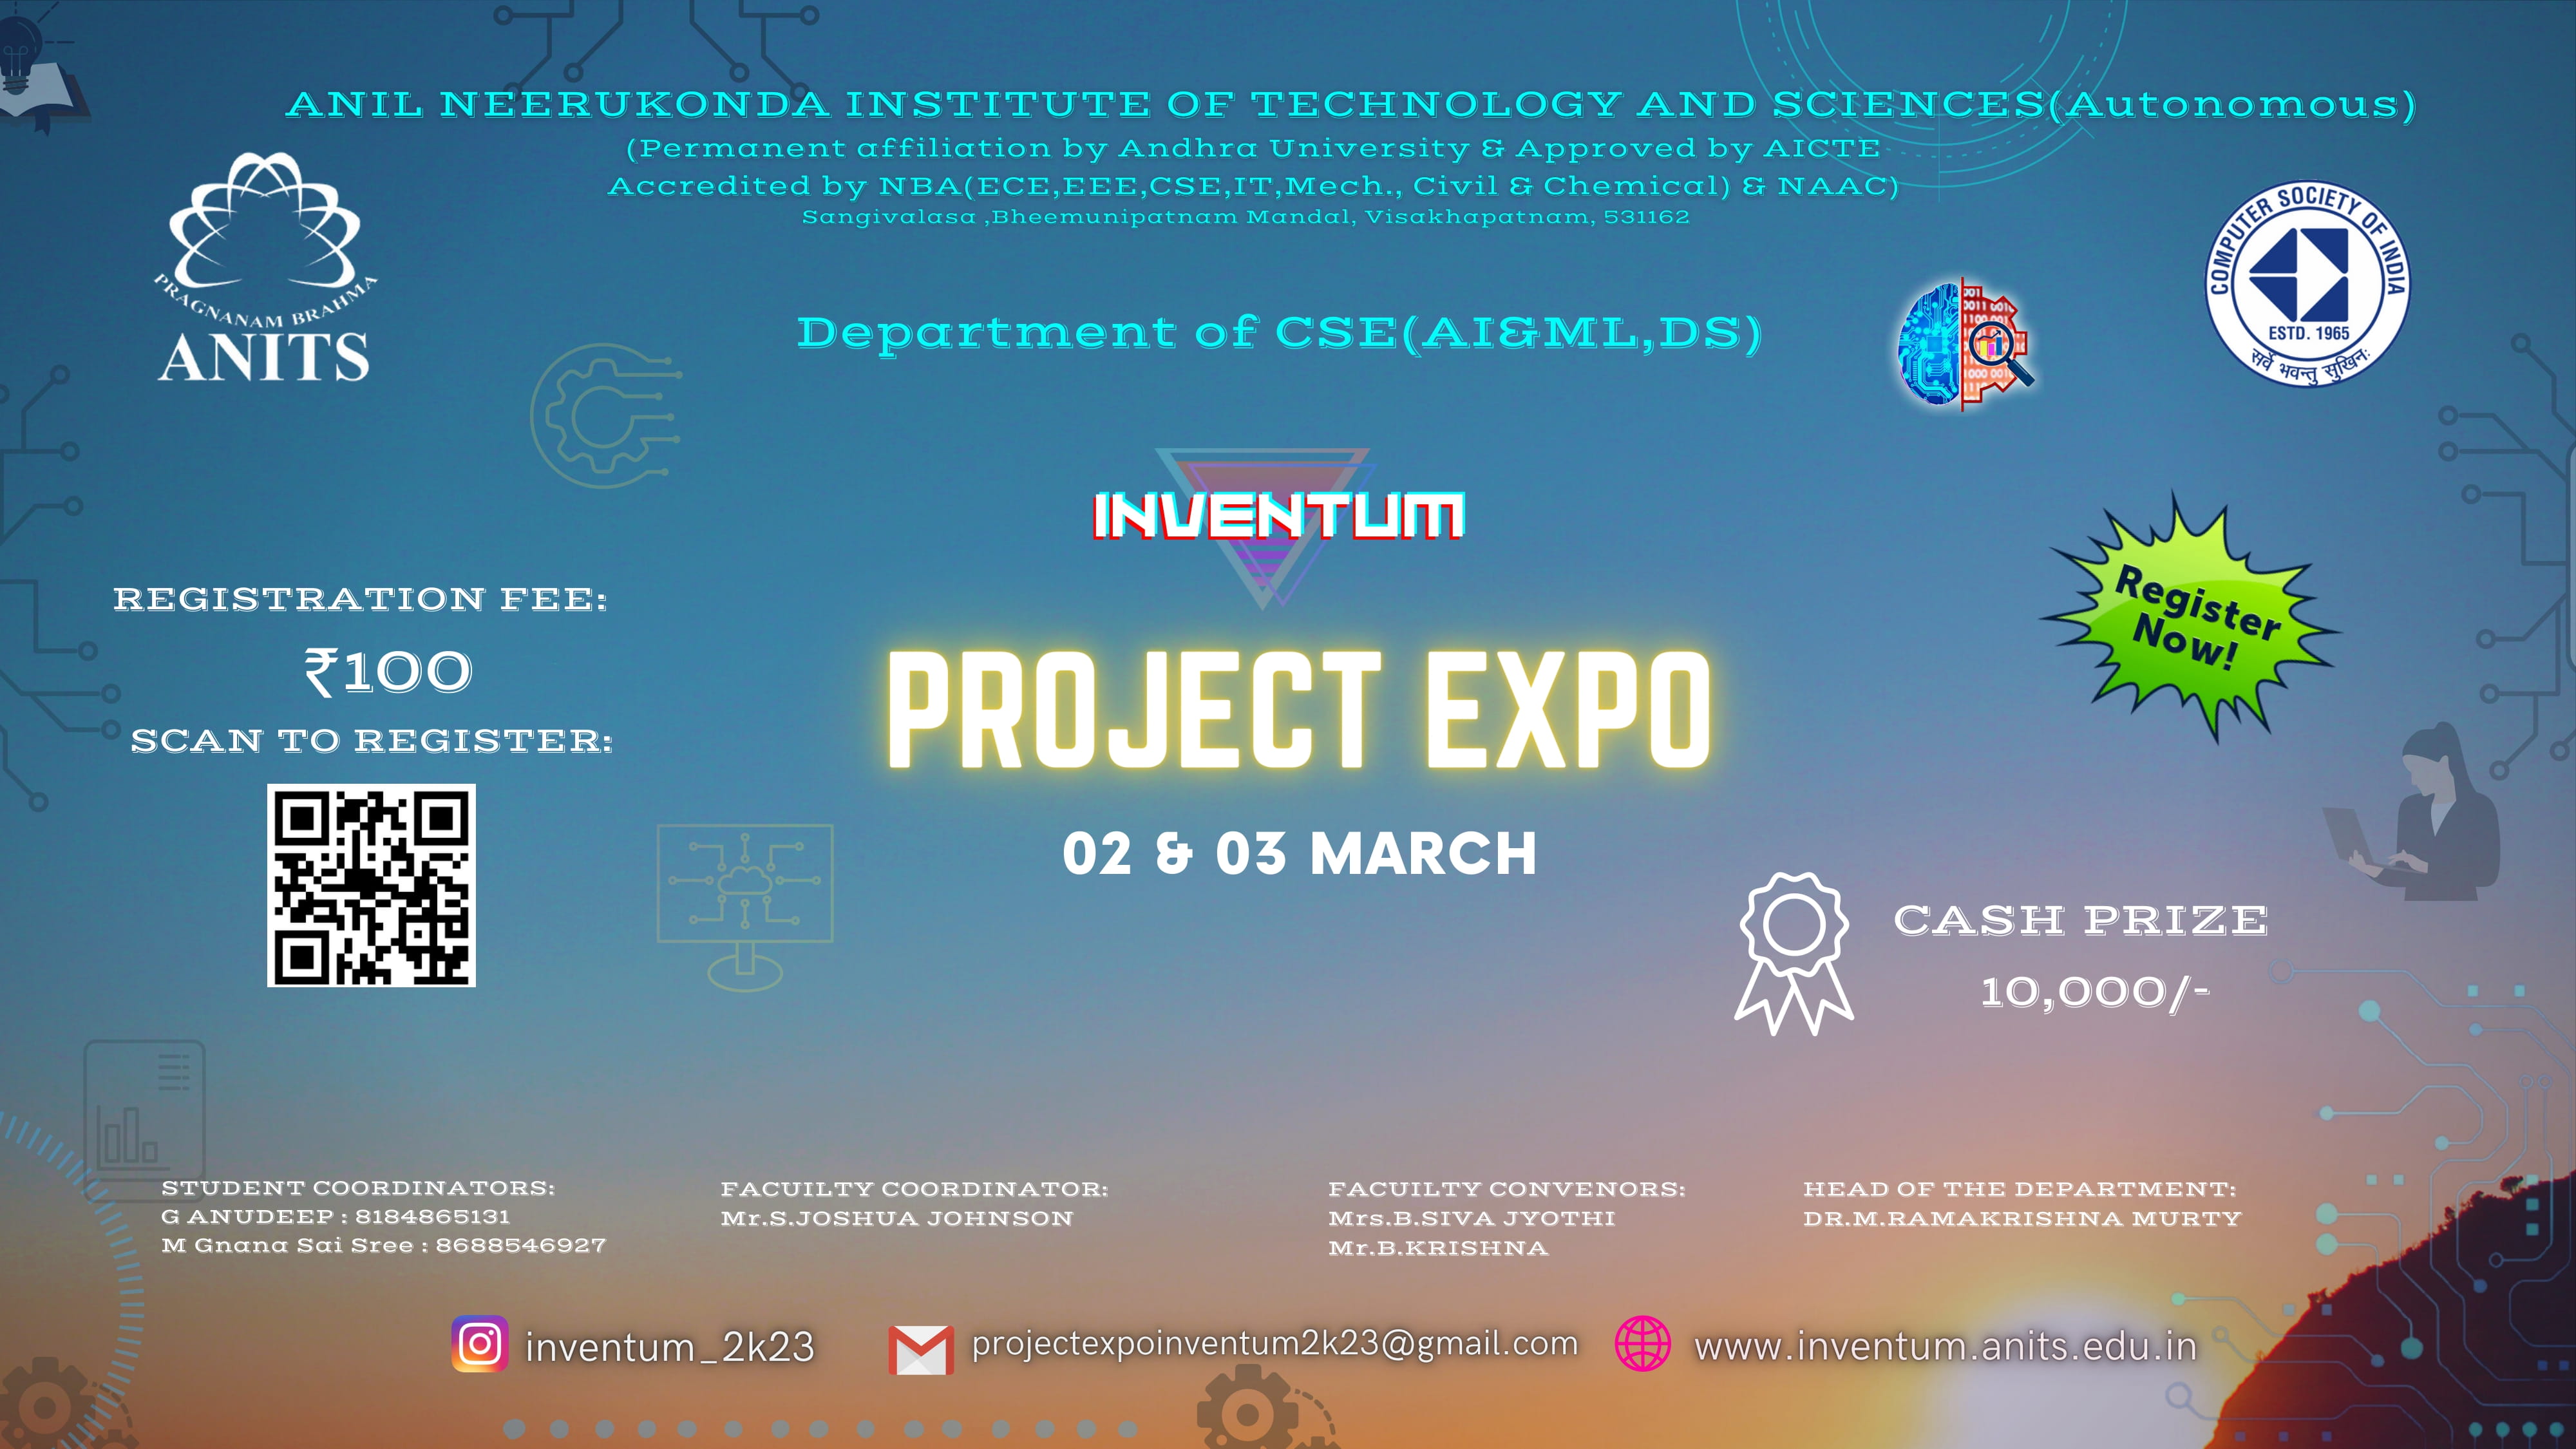 ANIL NEERUKONDA INSTITUTE OF TECHNOLOGY AND SCIENCES(Autonomous)
(Permanent affiliation by Andhra University & Approved by AICTE
Accredited by NBA(ECE,EEE,CSE,IT,Mech., Civil & Chemical) & NAAC)
Sangivalasa ,Bheemunipatnam Mandal, Visakhapatnam, 531162
PRAGNANAM BRAHMA
ANITS
Department of CSE(AI&ML,DS)
COMPUTER SOCIETY OF INDIA
ESTD. 1965
सर्वे भवन्तु सुखिनः
INVENTUM
REGISTRATION FEE:
₹100
SCAN TO REGISTER:
PROJECT EXPO
02 & 03 MARCH
Register
Now!
CASH PRIZE
10,000/-
STUDENT COORDINATORS:
G ANUDEEP : 8184865131
M Gnana Sai Sree : 8688546927
FACUILTY COORDINATOR:
Mr.S.JOSHUA JOHNSON
FACUILTY CONVENORS:
Mrs.B.SIVA JYOTHI
Mr.B.KRISHNA
HEAD OF THE DEPARTMENT:
DR.M.RAMAKRISHNA MURTY
inventum_2k23
projectexpoinventum2k23@gmail.com
www.inventum.anits.edu.in